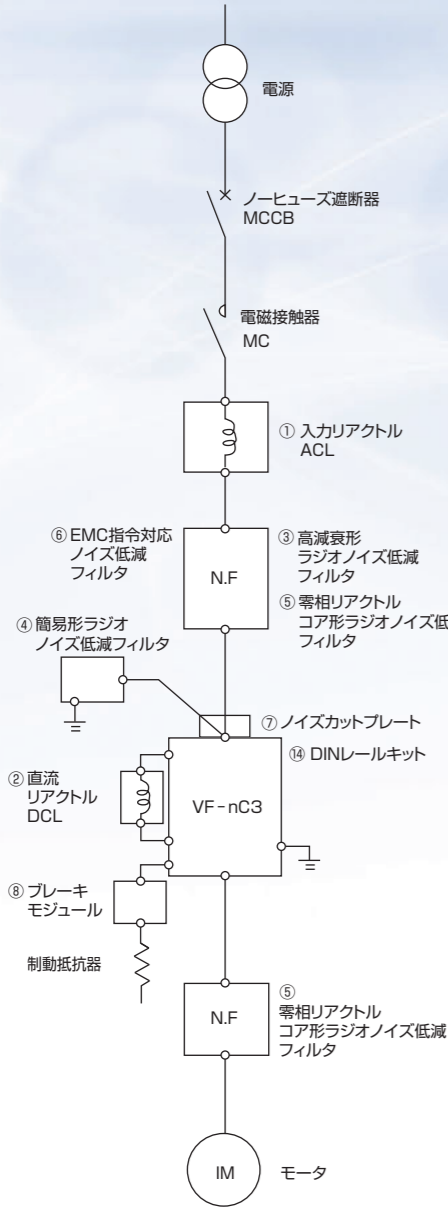 電源
ノーヒューズ遮断器
MCCB
電磁接触器
MC
① 入力リアクトル
ACL
⑥ EMC指令対応
ノイズ低減
フィルタ
N.F
③ 高減衰形
ラジオノイズ低減
フィルタ
⑤ 零相リアクトル
コア形ラジオノイズ低
フィルタ
④ 簡易形ラジオ
ノイズ低減フィルタ
⑦ ノイズカットプレート
⑭ DINレールキット
② 直流
リアクトル
DCL
VF-nC3
⑧ ブレーキ
モジュール
制動抵抗器
N.F
⑤
零相リアクトル
コア形ラジオノイズ低減
フィルタ
IM
モータ